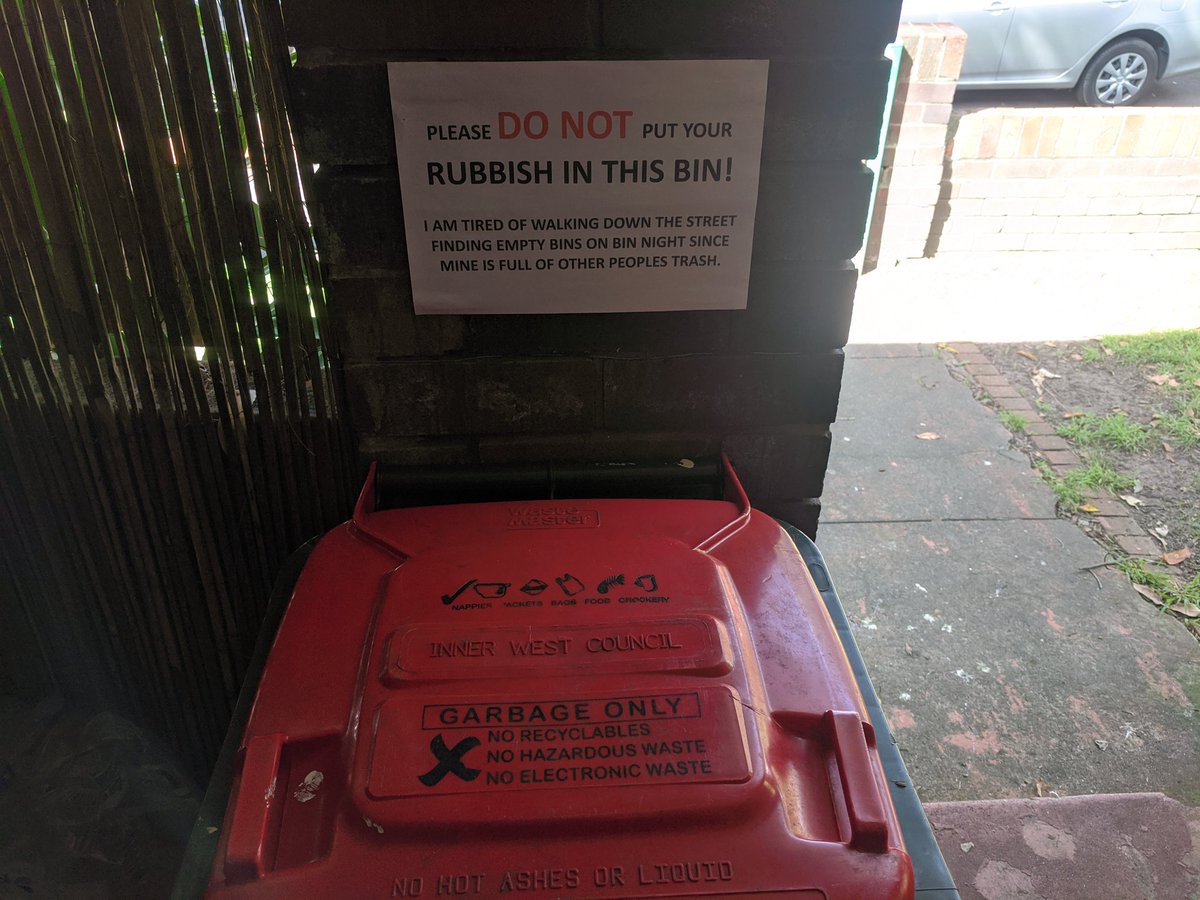 PLEASE DO NOT PUT YOUR
RUBBISH IN THIS BIN!
I AM TIRED OF WALKING DOWN THE STREET
FINDING EMPTY BINS ON BIN NIGHT SINCE
MINE IS FULL OF OTHER PEOPLES TRASH.
Waste
Master
NAPPIES PACKETS BAGS FOOD CROCKERY
INNER WEST COUNCIL
GARBAGE ONLY
NO RECYCLABLES
NO HAZARDOUS WASTE
NO ELECTRONIC WASTE
NO HOT ASHES OR LIQUID